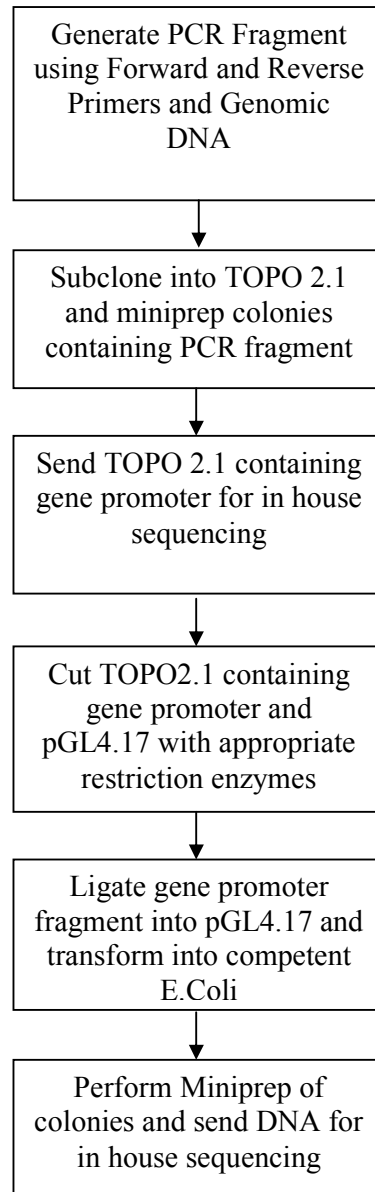 Generate PCR Fragment
using Forward and Reverse
Primers and Genomic
DNA
Subclone into TOPO 2.1
and miniprep colonies
containing PCR fragment
Send TOPO 2.1 containing
gene promoter for in house
sequencing
Cut TOPO2.1 containing
gene promoter and
pGL4.17 with appropriate
restriction enzymes
Ligate gene promoter
fragment into pGL4.17 and
transform into competent
E.Coli
Perform Miniprep of
colonies and send DNA for
in house sequencing